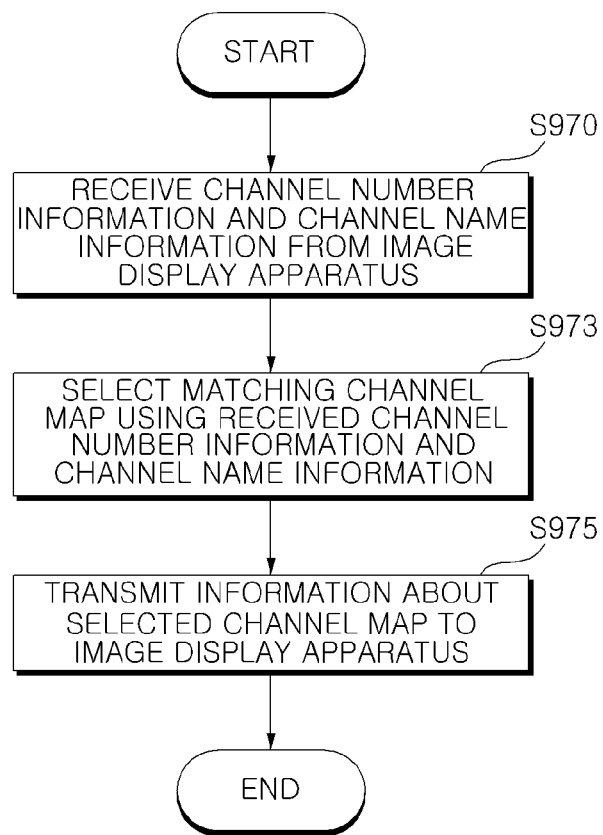 START
S970
RECEIVE CHANNEL NUMBER
INFORMATION AND CHANNEL NAME
INFORMATION FROM IMAGE
DISPLAY APPARATUS
S973
SELECT MATCHING CHANNEL
MAP USING RECEIVED CHANNEL
NUMBER INFORMATION AND
CHANNEL NAME INFORMATION
S975
TRANSMIT INFORMATION ABOUT
SELECTED CHANNEL MAP TO
IMAGE DISPLAY APPARATUS
END